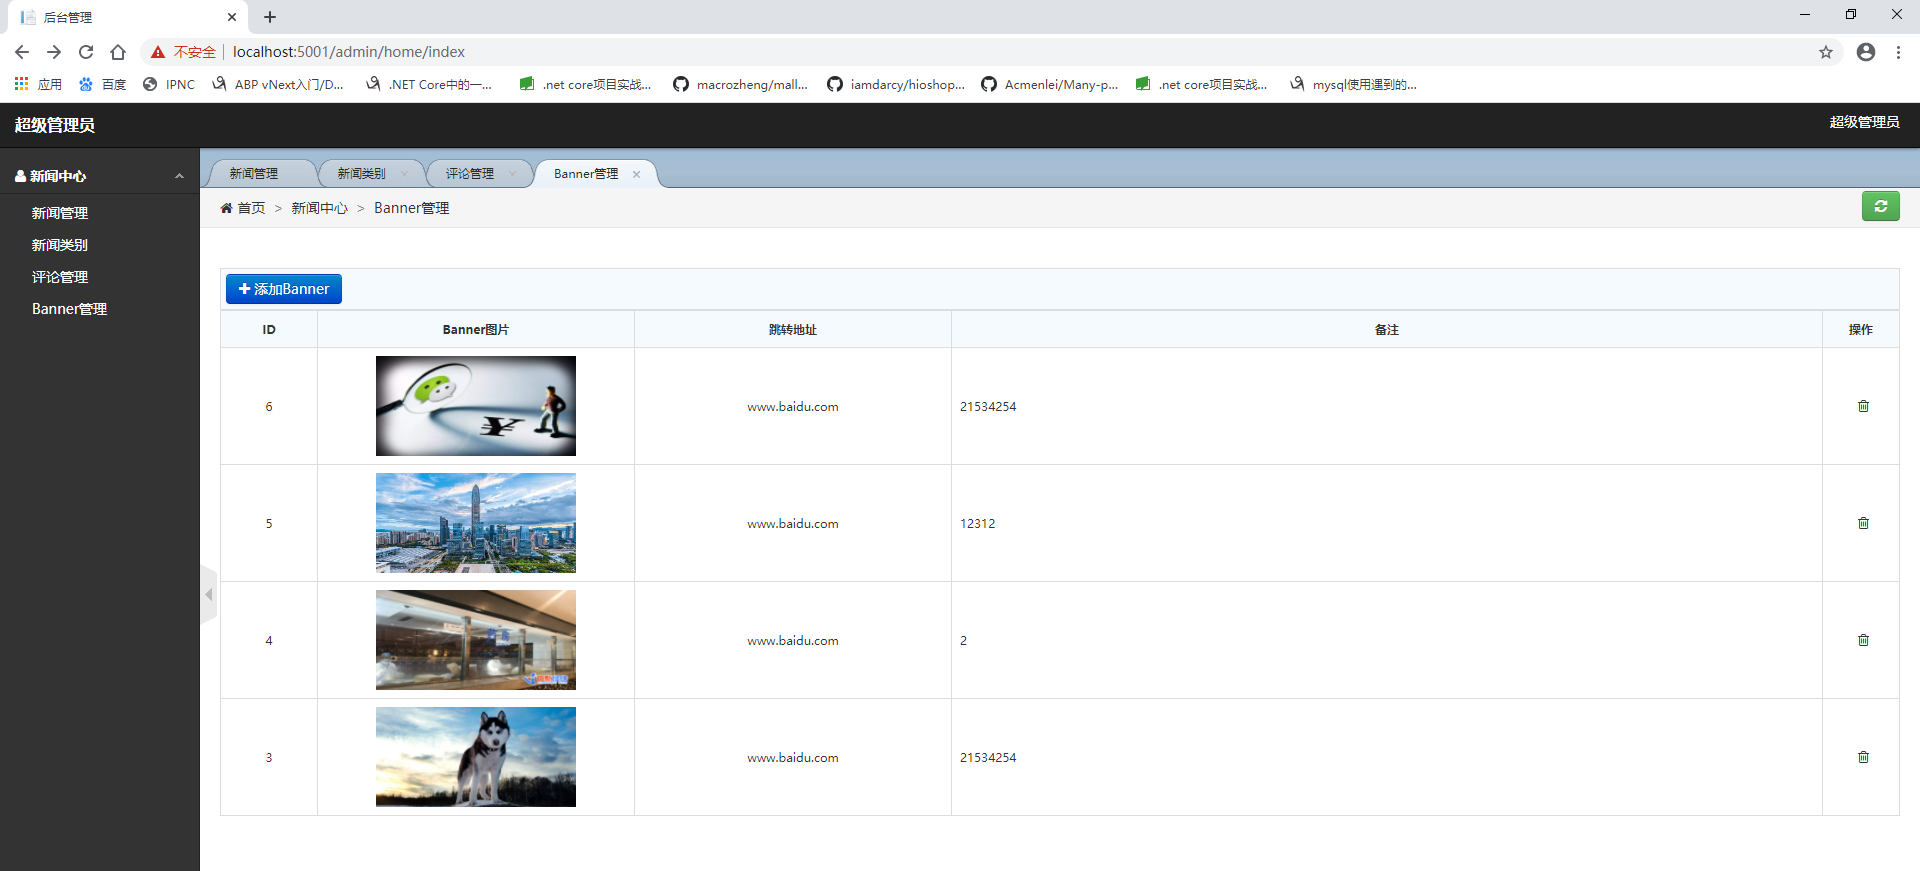 后台管理
不安全 localhost:5001/admin/home/index
应用 百度 IPNC ABP vNext入门/D... .NET Core中的一... .net core项目实战... macrozheng/mall... iamdarcy/hioshop... Acmenlei/Many-p... .net core项目实战... mysql使用遇到的...
超级管理员 超级管理员
新闻中心
新闻管理
新闻类别
评论管理
Banner管理
新闻管理 新闻类别 评论管理 Banner管理
首页 > 新闻中心 > Banner管理
添加Banner
ID Banner图片 跳转地址 备注 操作
6 www.baidu.com 21534254
5 www.baidu.com 12312
4 www.baidu.com 2
3 www.baidu.com 21534254